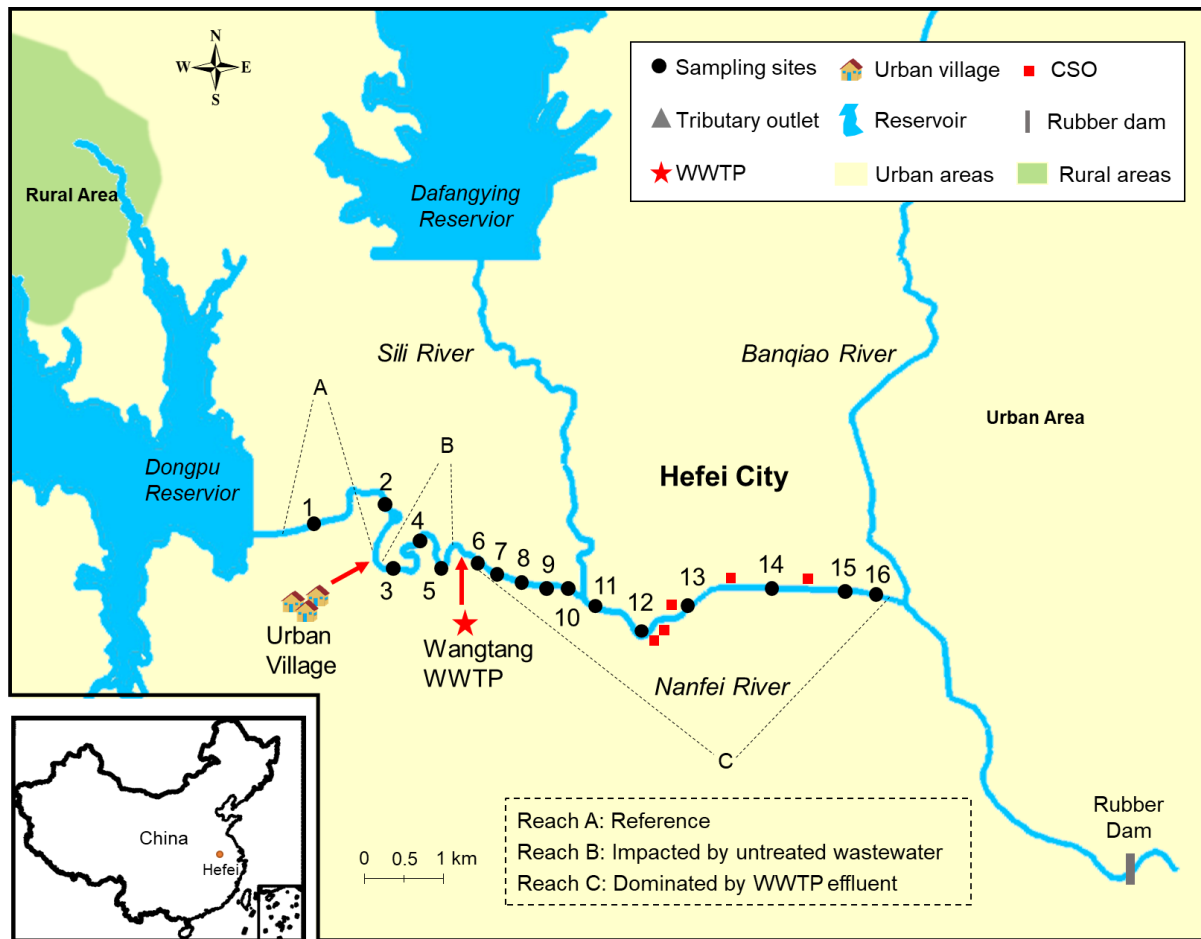 N
W E
S
Sampling sites
Urban village
CSO
Tributary outlet
Reservoir
Rubber dam
WWTP
Urban areas
Rural areas
Rural Area
Dafangying
Reservior
Sili River
Banqiao River
Urban Area
A
B
Hefei City
Dongpu
Reservior
1
2
3
4
5
6
7
8
9
10
11
12
13
14
15
16
Urban
Village
Wangtang
WWTP
Nanfei River
C
Rubber
Dam
Reach A: Reference
Reach B: Impacted by untreated wastewater
Reach C: Dominated by WWTP effluent
0 0.5 1 km
China
Hefei